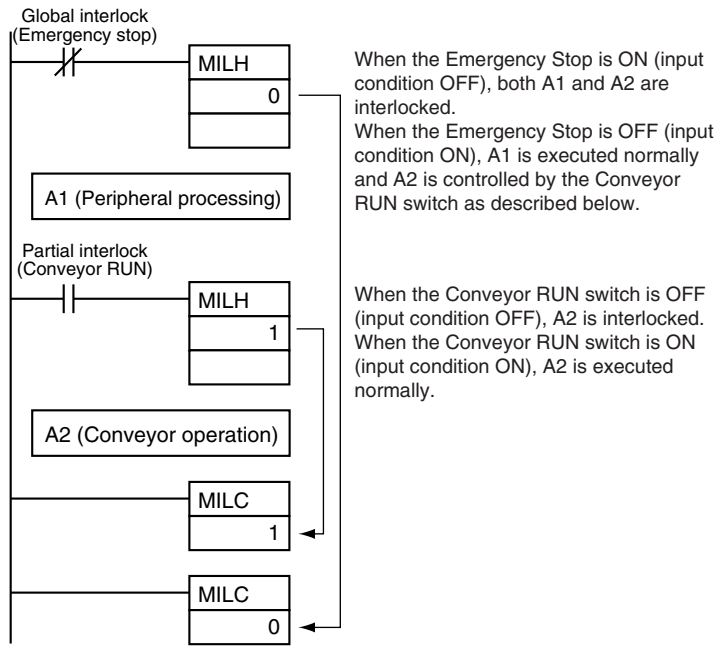 Global interlock
(Emergency stop)
MILH
0
When the Emergency Stop is ON (input
condition OFF), both A1 and A2 are
interlocked.
When the Emergency Stop is OFF (input
condition ON), A1 is executed normally
and A2 is controlled by the Conveyor
RUN switch as described below.
A1 (Peripheral processing)
Partial interlock
(Conveyor RUN)
MILH
1
When the Conveyor RUN switch is OFF
(input condition OFF), A2 is interlocked.
When the Conveyor RUN switch is ON
(input condition ON), A2 is executed
normally.
A2 (Conveyor operation)
MILC
1
MILC
0